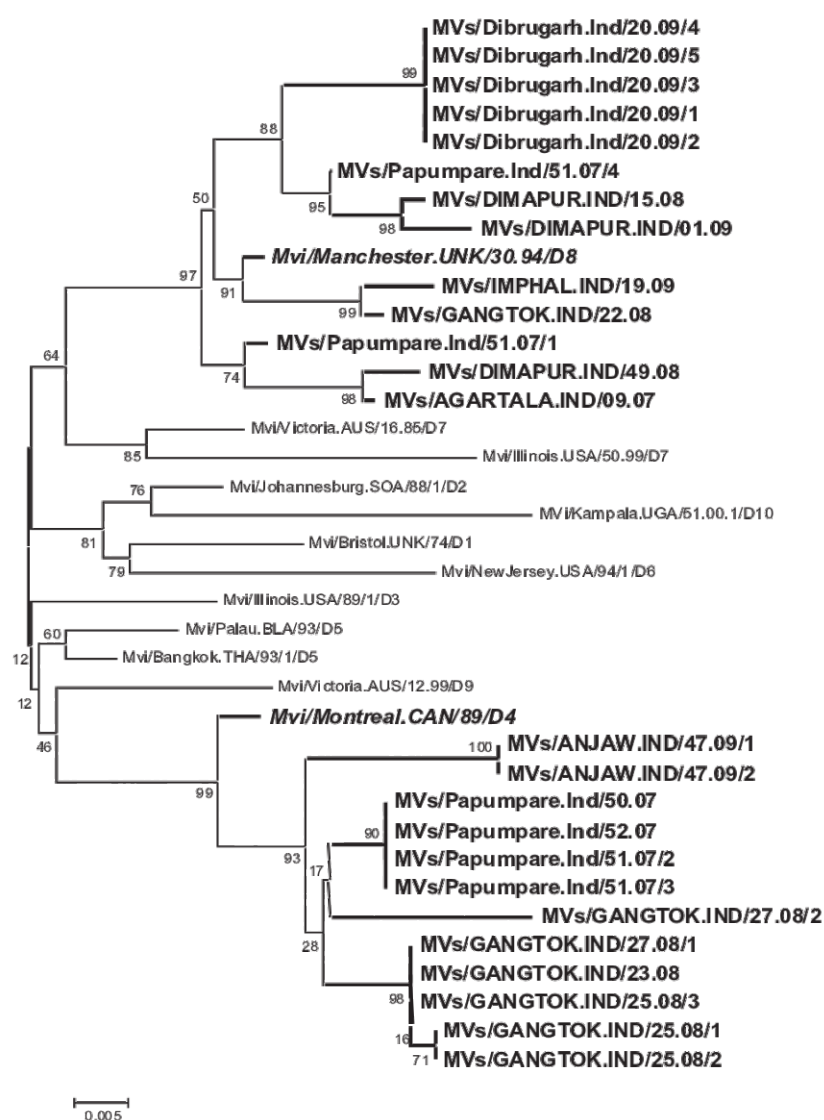 MVs/Dibrugarh.Ind/20.09/4
MVs/Dibrugarh.Ind/20.09/5
99
MVs/Dibrugarh.Ind/20.09/3
MVs/Dibrugarh.Ind/20.09/1
88
MVs/Dibrugarh.Ind/20.09/2
MVs/Papumpare.Ind/51.07/4
50
95
MVs/DIMAPUR.IND/15.08
98
MVs/DIMAPUR.IND/01.09
Mvi/Manchester.UNK/30.94/D8
97
91
MVs/IMPHAL.IND/19.09
99
MVs/GANGTOK.IND/22.08
MVs/Papumpare.Ind/51.07/1
64
74
MVs/DIMAPUR.IND/49.08
98
MVs/AGARTALA.IND/09.07
Mvi/Victoria.AUS/16.85/D7
85
Mvi/Illinois.USA/50.99/D7
76
Mvi/Johannesburg.SOA/88/1/D2
MVi/Kampala.UGA/51.00.1/D10
81
Mvi/Bristol.UNK/74/D1
79
Mvi/NewJersey.USA/94/1/D6
Mvi/Illinois.USA/89/1/D3
60
Mvi/Palau.BLA/93/D5
12
Mvi/Bangkok.THA/93/1/D5
12
Mvi/Victoria.AUS/12.99/D9
46
Mvi/Montreal.CAN/89/D4
100
MVs/ANJAW.IND/47.09/1
99
MVs/ANJAW.IND/47.09/2
MVs/Papumpare.Ind/50.07
90
MVs/Papumpare.Ind/52.07
93
17
MVs/Papumpare.Ind/51.07/2
MVs/Papumpare.Ind/51.07/3
MVs/GANGTOK.IND/27.08/2
28
MVs/GANGTOK.IND/27.08/1
MVs/GANGTOK.IND/23.08
98
MVs/GANGTOK.IND/25.08/3
16
MVs/GANGTOK.IND/25.08/1
71
MVs/GANGTOK.IND/25.08/2
0.005